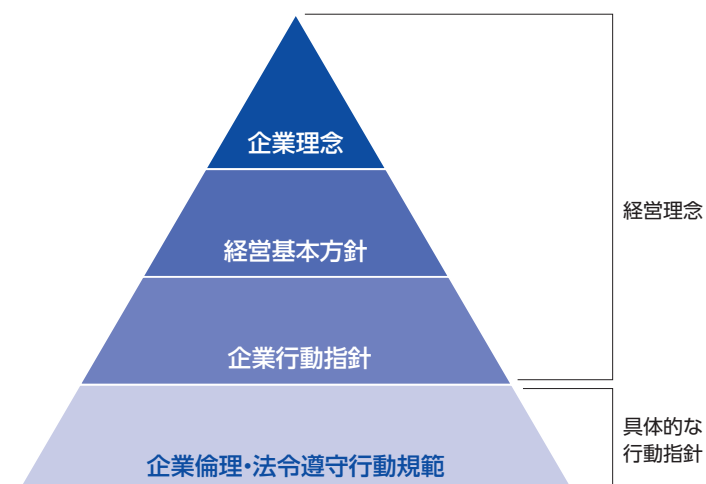 企業理念
経営基本方針
企業行動指針
企業倫理・法令遵守行動規範
経営理念
具体的な
行動指針